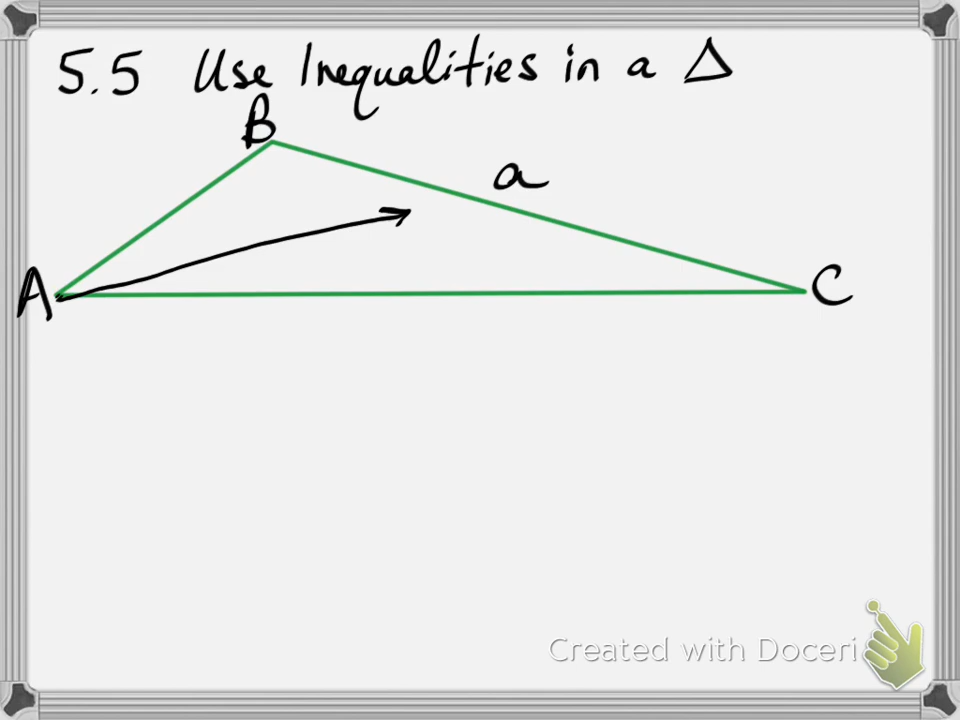 5.5 Use Inequalities in a △
B
a
A
C
Created with Doceri